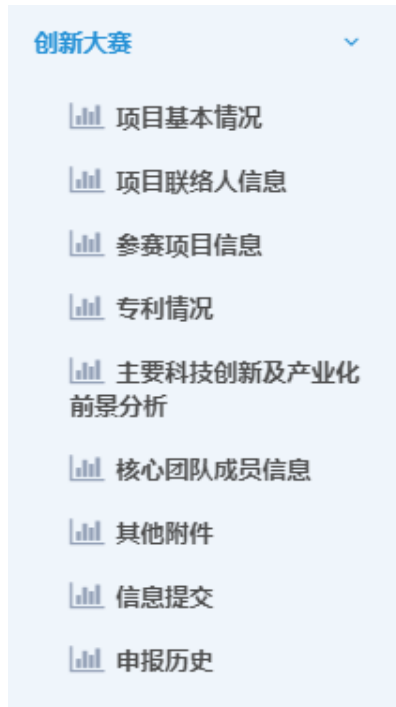 创新大赛
项目基本情况
项目联络人信息
参赛项目信息
专利情况
主要科技创新及产业化
前景分析
核心团队成员信息
其他附件
信息提交
申报历史